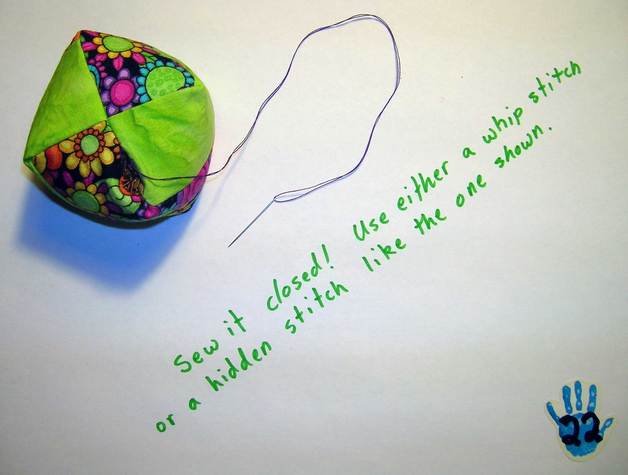 Sew it closed! Use either a whip stitch
or a hidden stitch like the one shown.
22